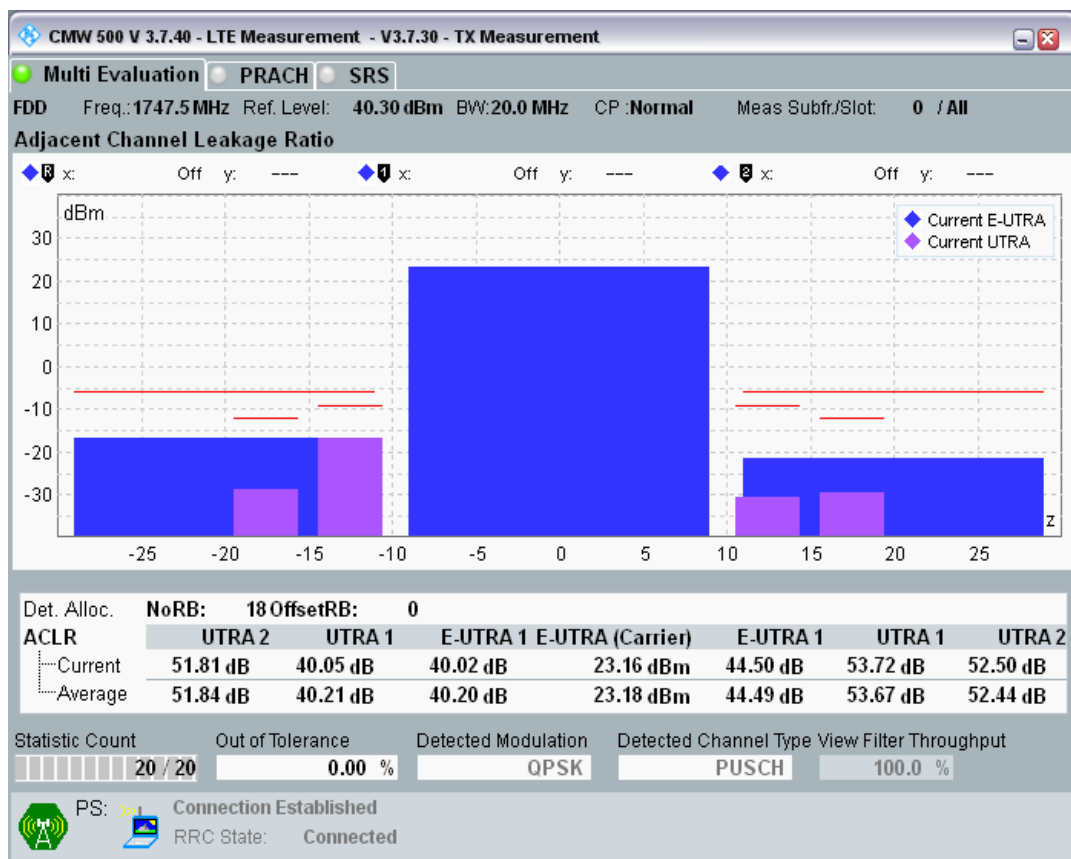 CMW 500 V 3.7.40 - LTE Measurement - V3.7.30 - TX Measurement
Multi Evaluation PRACH SRS
FDD Freq.:1747.5 MHz Ref. Level: 40.30 dBm BW:20.0 MHz CP :Normal Meas Subfr./Slot: 0 / All
Adjacent Channel Leakage Ratio
R x: Off y: --- 1 x: Off y: --- 2 x: Off y: ---
dBm
Current E-UTRA
Current UTRA
30
20
10
0
-10
-20
-30
z
-25 -20 -15 -10 -5 0 5 10 15 20 25
Det. Alloc. NoRB: 18 OffsetRB: 0
ACLR UTRA 2 UTRA 1 E-UTRA 1 E-UTRA (Carrier) E-UTRA 1 UTRA 1 UTRA 2
Current 51.81 dB 40.05 dB 40.02 dB 23.16 dBm 44.50 dB 53.72 dB 52.50 dB
Average 51.84 dB 40.21 dB 40.20 dB 23.18 dBm 44.49 dB 53.67 dB 52.44 dB
Statistic Count Out of Tolerance Detected Modulation Detected Channel Type View Filter Throughput
20 / 20 0.00 % QPSK PUSCH 100.0 %
PS: Connection Established
RRC State: Connected